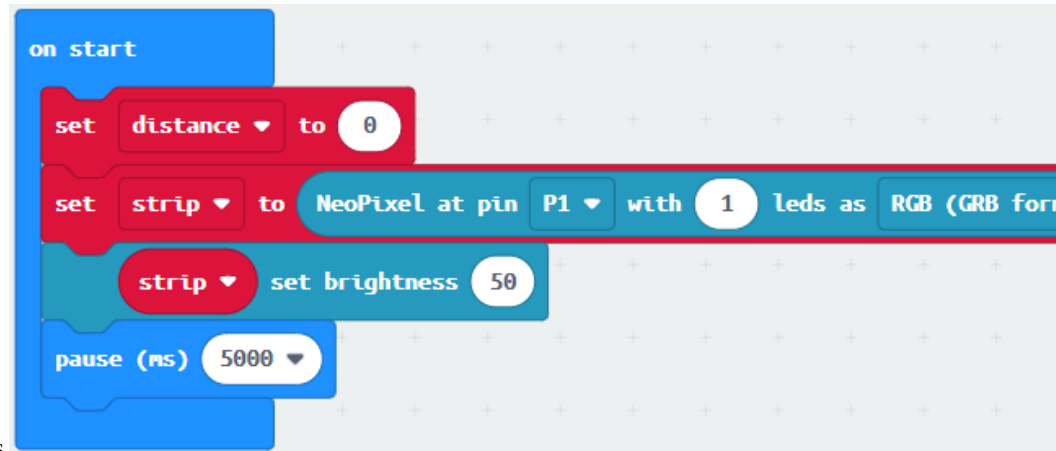 on start
set distance to 0
set strip to NeoPixel at pin P1 with 1 leds as RGB (GRB for
strip set brightness 50
pause (ms) 5000